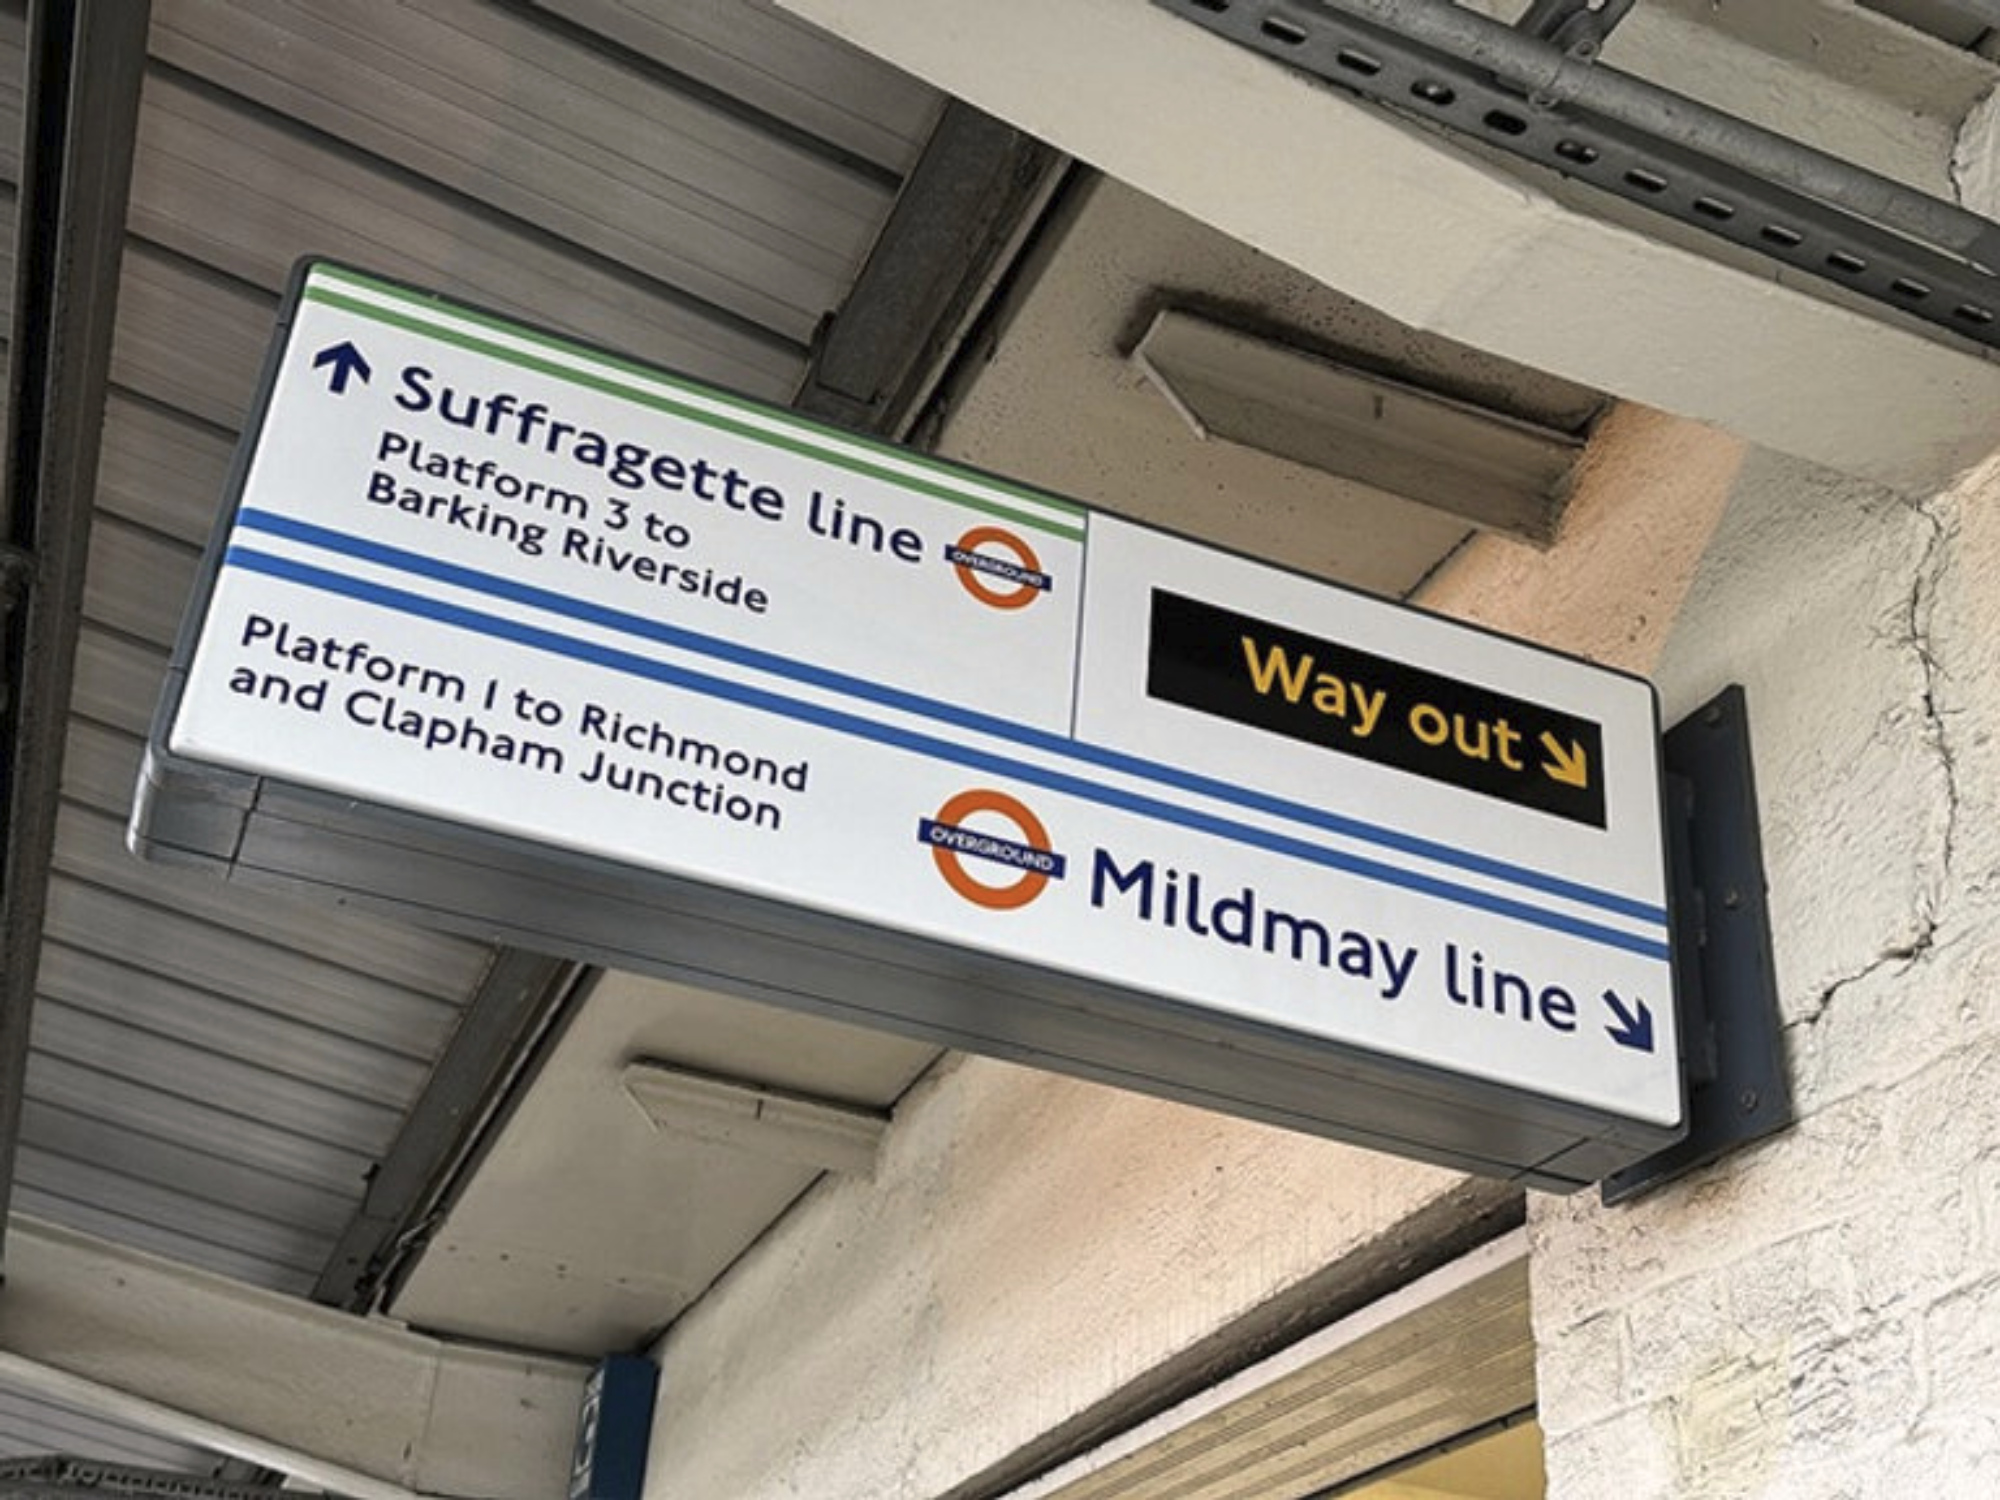 Suffragette line
OVERGROUND
Platform 3 to
Barking Riverside
Way out
Platform 1 to Richmond
and Clapham Junction
OVERGROUND
Mildmay line